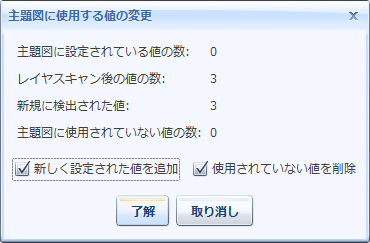 主題図に使用する値の変更
主題図に設定されている値の数: 0
レイヤスキャン後の値の数: 3
新規に検出された値: 3
主題図に使用されていない値の数: 0
新しく設定された値を追加 使用されていない値を削除
了解 取り消し